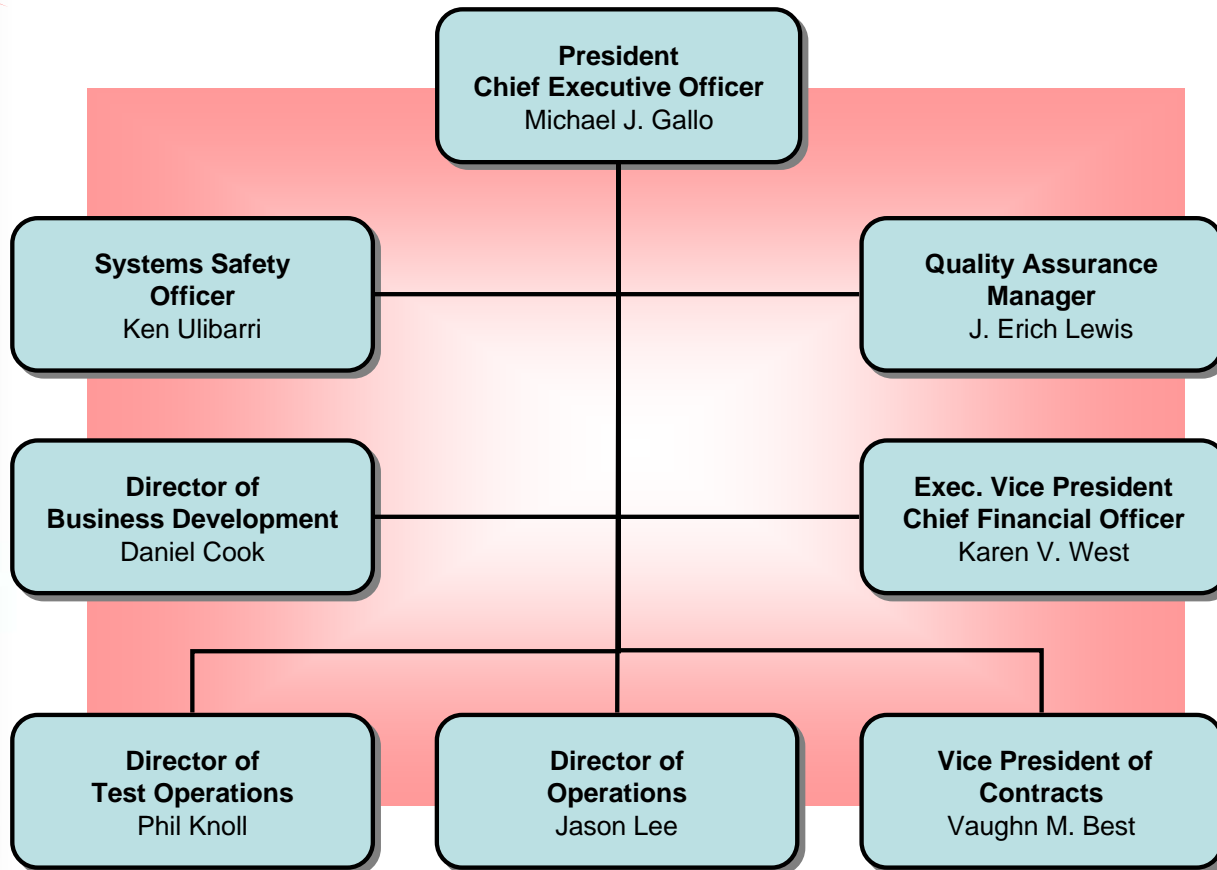 President
Chief Executive Officer
Michael J. Gallo
Systems Safety
Officer
Ken Ulibarri
Quality Assurance
Manager
J. Erich Lewis
Director of
Business Development
Daniel Cook
Exec. Vice President
Chief Financial Officer
Karen V. West
Director of
Test Operations
Phil Knoll
Director of
Operations
Jason Lee
Vice President of
Contracts
Vaughn M. Best